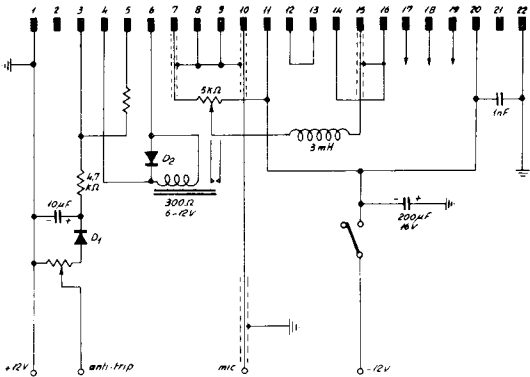 1 2 3 4 5 6 7 8 9 10 11 12 13 14 15 16 17 18 19 20 21 22
5KΩ
1nF
D2
3mH
4,7
KΩ
300Ω
6-12V
10µF
- +
- +
200µF
16V
D1
+12V
anti-trip
mic
-12V